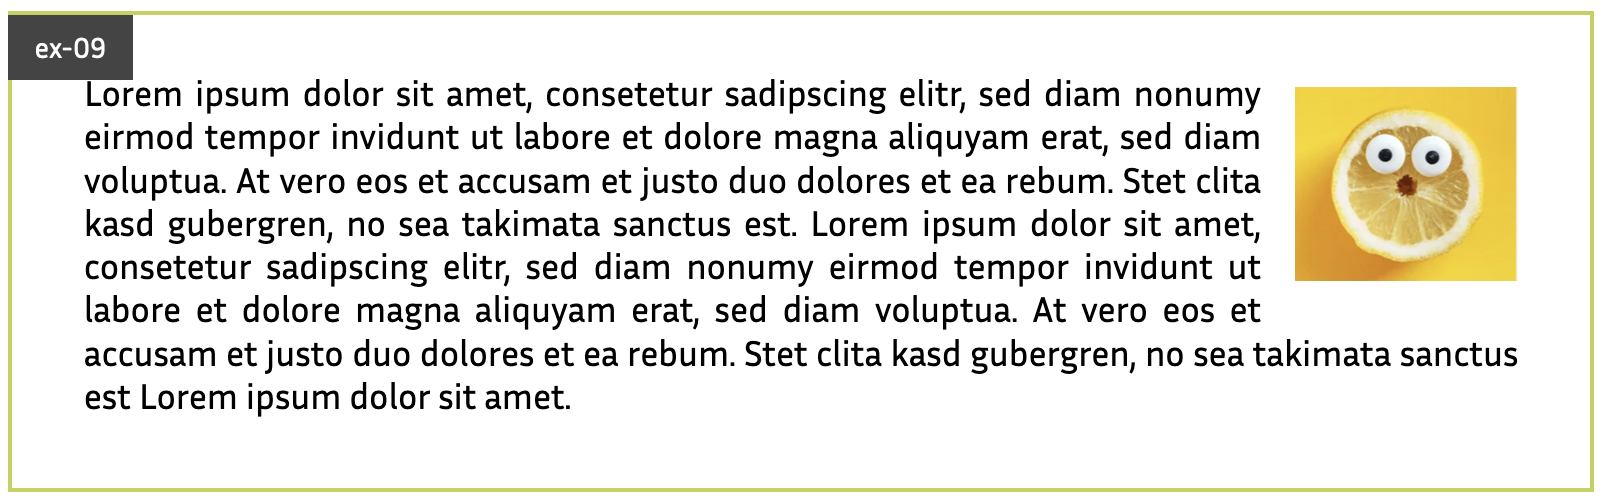 ex-09
Lorem ipsum dolor sit amet, consetetur sadipscing elitr, sed diam nonumy
eirmod tempor invidunt ut labore et dolore magna aliquyam erat, sed diam
voluptua. At vero eos et accusam et justo duo dolores et ea rebum. Stet clita
kasd gubergren, no sea takimata sanctus est. Lorem ipsum dolor sit amet,
consetetur sadipscing elitr, sed diam nonumy eirmod tempor invidunt ut
labore et dolore magna aliquyam erat, sed diam voluptua. At vero eos et
accusam et justo duo dolores et ea rebum. Stet clita kasd gubergren, no sea takimata sanctus
est Lorem ipsum dolor sit amet.